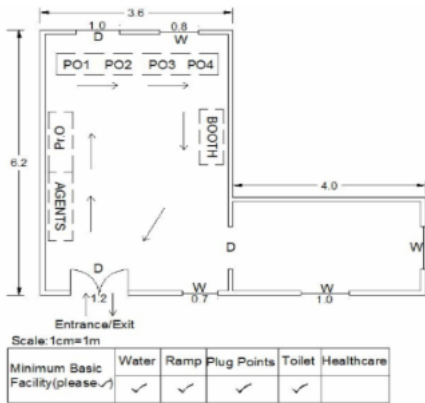 3.6
1.0 0.8
D W
PO1 PO2 PO3 PO4
6.2
P.r.O
BOOTH
AGENTS
4.0
D
W
D
W
W
1.2
0.7
1.0
Entrance/Exit
Scale:1cm=1m
Minimum Basic Facility(please✓) Water Ramp Plug Points Toilet Healthcare
✓ ✓ ✓ ✓